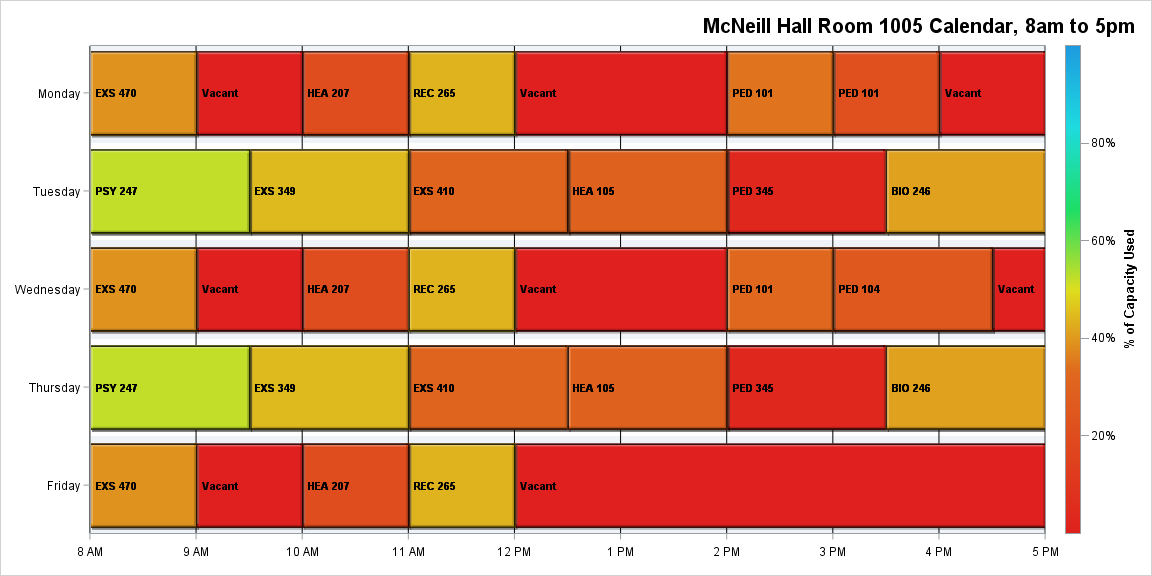 McNeill Hall Room 1005 Calendar, 8am to 5pm
Monday EXS 470 Vacant HEA 207 REC 265 Vacant PED 101 PED 101 Vacant
Tuesday PSY 247 EXS 349 EXS 410 HEA 105 PED 345 BIO 246
Wednesday EXS 470 Vacant HEA 207 REC 265 Vacant PED 101 PED 104 Vacant
Thursday PSY 247 EXS 349 EXS 410 HEA 105 PED 345 BIO 246
Friday EXS 470 Vacant HEA 207 REC 265 Vacant
8 AM 9 AM 10 AM 11 AM 12 PM 1 PM 2 PM 3 PM 4 PM 5 PM
80%
60%
40%
20%
% of Capacity Used